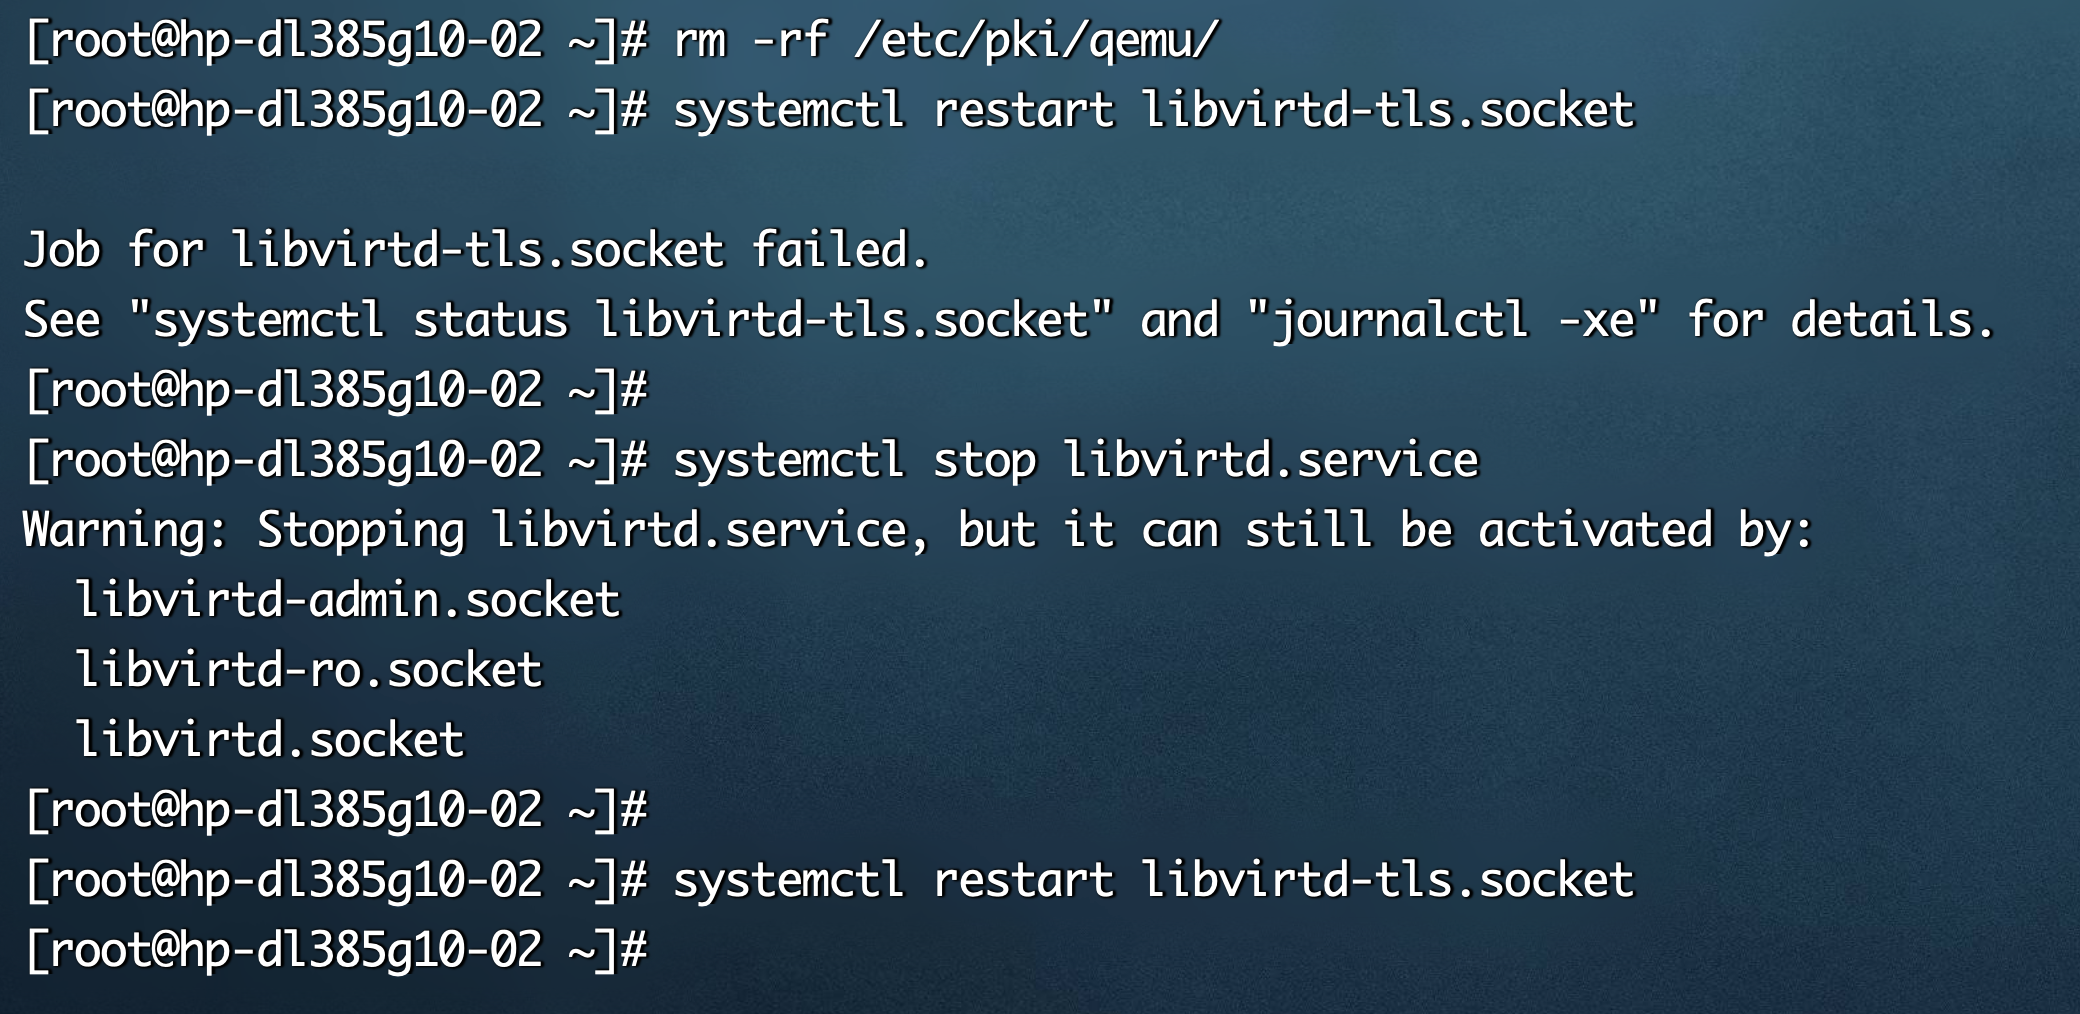 [root@hp-dl385g10-02 ~]# rm -rf /etc/pki/qemu/
[root@hp-dl385g10-02 ~]# systemctl restart libvirtd-tls.socket
Job for libvirtd-tls.socket failed.
See "systemctl status libvirtd-tls.socket" and "journalctl -xe" for details.
[root@hp-dl385g10-02 ~]#
[root@hp-dl385g10-02 ~]# systemctl stop libvirtd.service
Warning: Stopping libvirtd.service, but it can still be activated by:
  libvirtd-admin.socket
  libvirtd-ro.socket
  libvirtd.socket
[root@hp-dl385g10-02 ~]#
[root@hp-dl385g10-02 ~]# systemctl restart libvirtd-tls.socket
[root@hp-dl385g10-02 ~]#